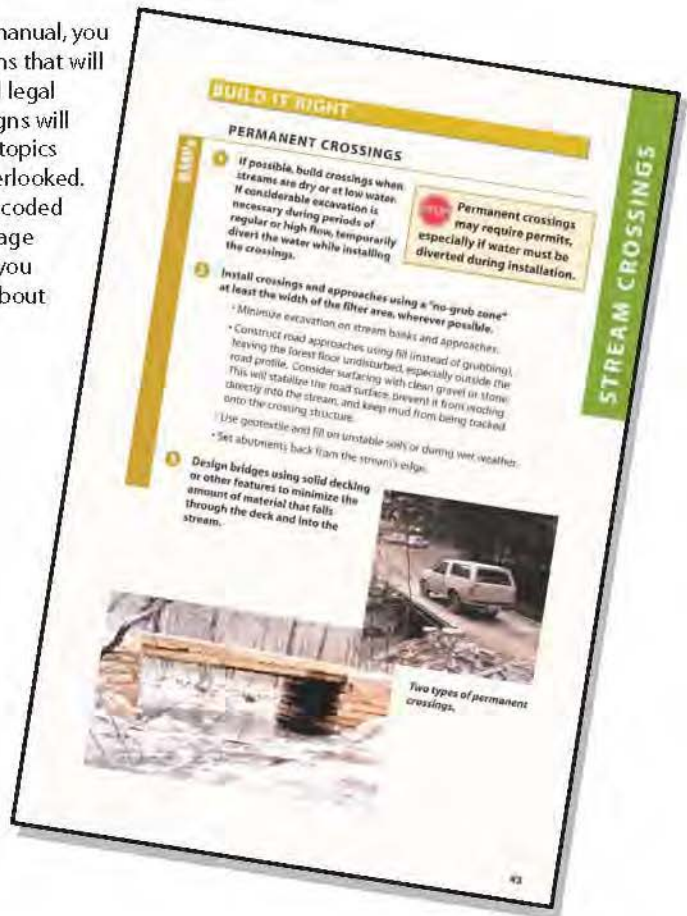 manual, you
ns that will
l legal
gns will
topics
erlooked.
coded
age
you
bout
BUILD IT RIGHT
PERMANENT CROSSINGS
BMPs
1 If possible, build crossings when
streams are dry or at low water.
If considerable excavation is
necessary during periods of
regular or high flow, temporarily
divert the water while installing
the crossings.
STOP Permanent crossings
may require permits,
especially if water must be
diverted during installation.
2 Install crossings and approaches using a "no-grub zone"
at least the width of the filter area, wherever possible.
• Minimize excavation on stream banks and approaches.
• Construct road approaches using fill (instead of grubbing),
leaving the forest floor undisturbed, especially outside the
road profile. Consider surfacing with clean gravel or stone.
This will stabilize the road surface, prevent it from eroding
directly into the stream, and keep mud from being tracked
onto the crossing structure.
• Use geotextile and fill on unstable soils or during wet weather.
• Set abutments back from the stream's edge.
3 Design bridges using solid decking
or other features to minimize the
amount of material that falls
through the deck and into the
stream.
Two types of permanent
crossings.
43
STREAM CROSSINGS